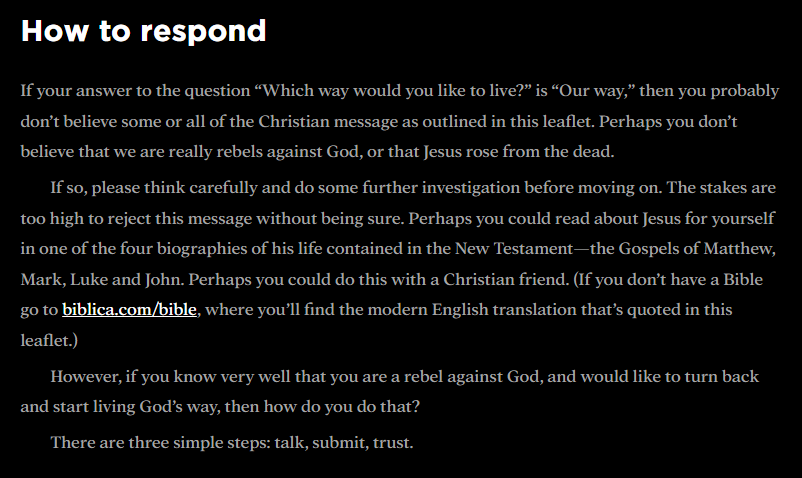 How to respond
If your answer to the question “Which way would you like to live?” is “Our way,” then you probably
don’t believe some or all of the Christian message as outlined in this leaflet. Perhaps you don’t
believe that we are really rebels against God, or that Jesus rose from the dead.
If so, please think carefully and do some further investigation before moving on. The stakes are
too high to reject this message without being sure. Perhaps you could read about Jesus for yourself
in one of the four biographies of his life contained in the New Testament—the Gospels of Matthew,
Mark, Luke and John. Perhaps you could do this with a Christian friend. (If you don’t have a Bible
go to biblica.com/bible, where you’ll find the modern English translation that’s quoted in this
leaflet.)
However, if you know very well that you are a rebel against God, and would like to turn back
and start living God’s way, then how do you do that?
There are three simple steps: talk, submit, trust.